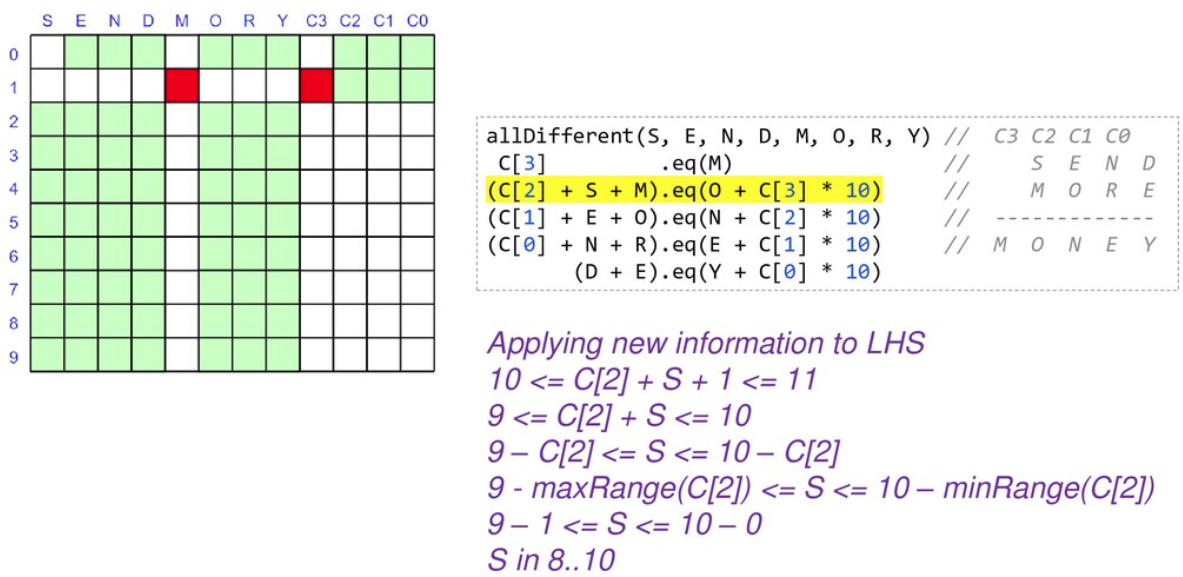 S E N D M O R Y C3 C2 C1 C0
0
1
2
3
4
5
6
7
8
9
allDifferent(S, E, N, D, M, O, R, Y) // C3 C2 C1 C0
C[3] .eq(M) // S E N D
(C[2] + S + M).eq(O + C[3] * 10) // M O R E
(C[1] + E + O).eq(N + C[2] * 10) // -------------
(C[0] + N + R).eq(E + C[1] * 10) // M O N E Y
(D + E).eq(Y + C[0] * 10)
Applying new information to LHS
10 <= C[2] + S + 1 <= 11
9 <= C[2] + S <= 10
9 – C[2] <= S <= 10 – C[2]
9 - maxRange(C[2]) <= S <= 10 – minRange(C[2])
9 – 1 <= S <= 10 – 0
S in 8..10